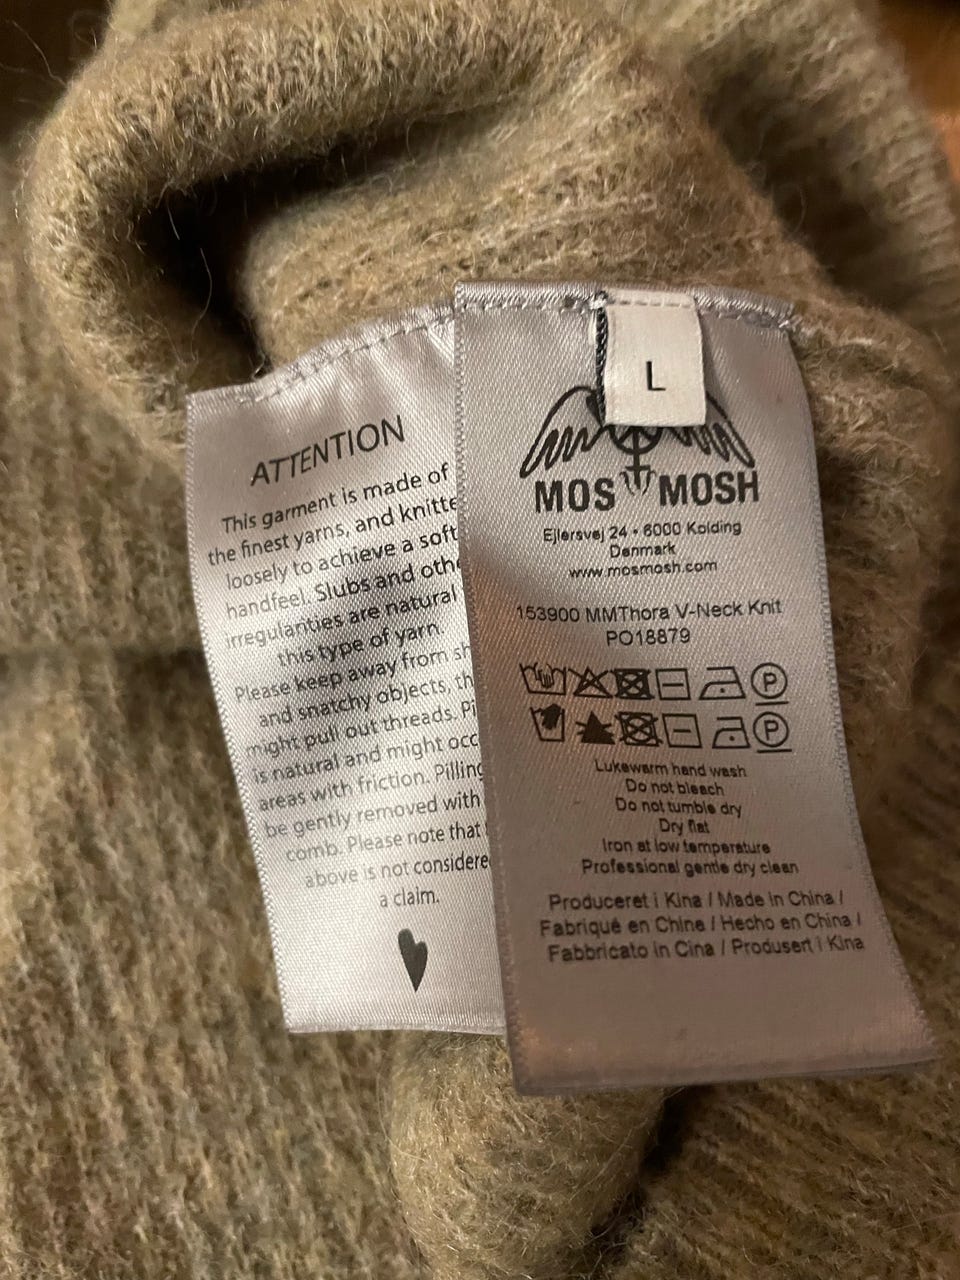 ATTENTION
This garment is made of
the finest yarns, and knitte
loosely to achieve a soft
handfeel. Slubs and oth
irregulanties are natural
this type of yarn.
Please keep away from sh
and snatchy objects, th
might pull out threads. Pi
is natural and might occ
areas with friction. Pilling
be gently removed with
comb. Please note that
above is not considere
a claim.
L
MOS MOSH
Ejlersvej 24 • 6000 Kolding
Denmark
www.mosmosh.com
153900 MMThora V-Neck Knit
PO18879
P
P
Lukewarm hand wash
Do not bleach
Do not tumble dry
Dry flat
Iron at low temperature
Professional gentle dry clean
Produceret i Kina / Made in China /
Fabriqué en Chine / Hecho en China /
Fabbricato in Cina / Produsert i Kina